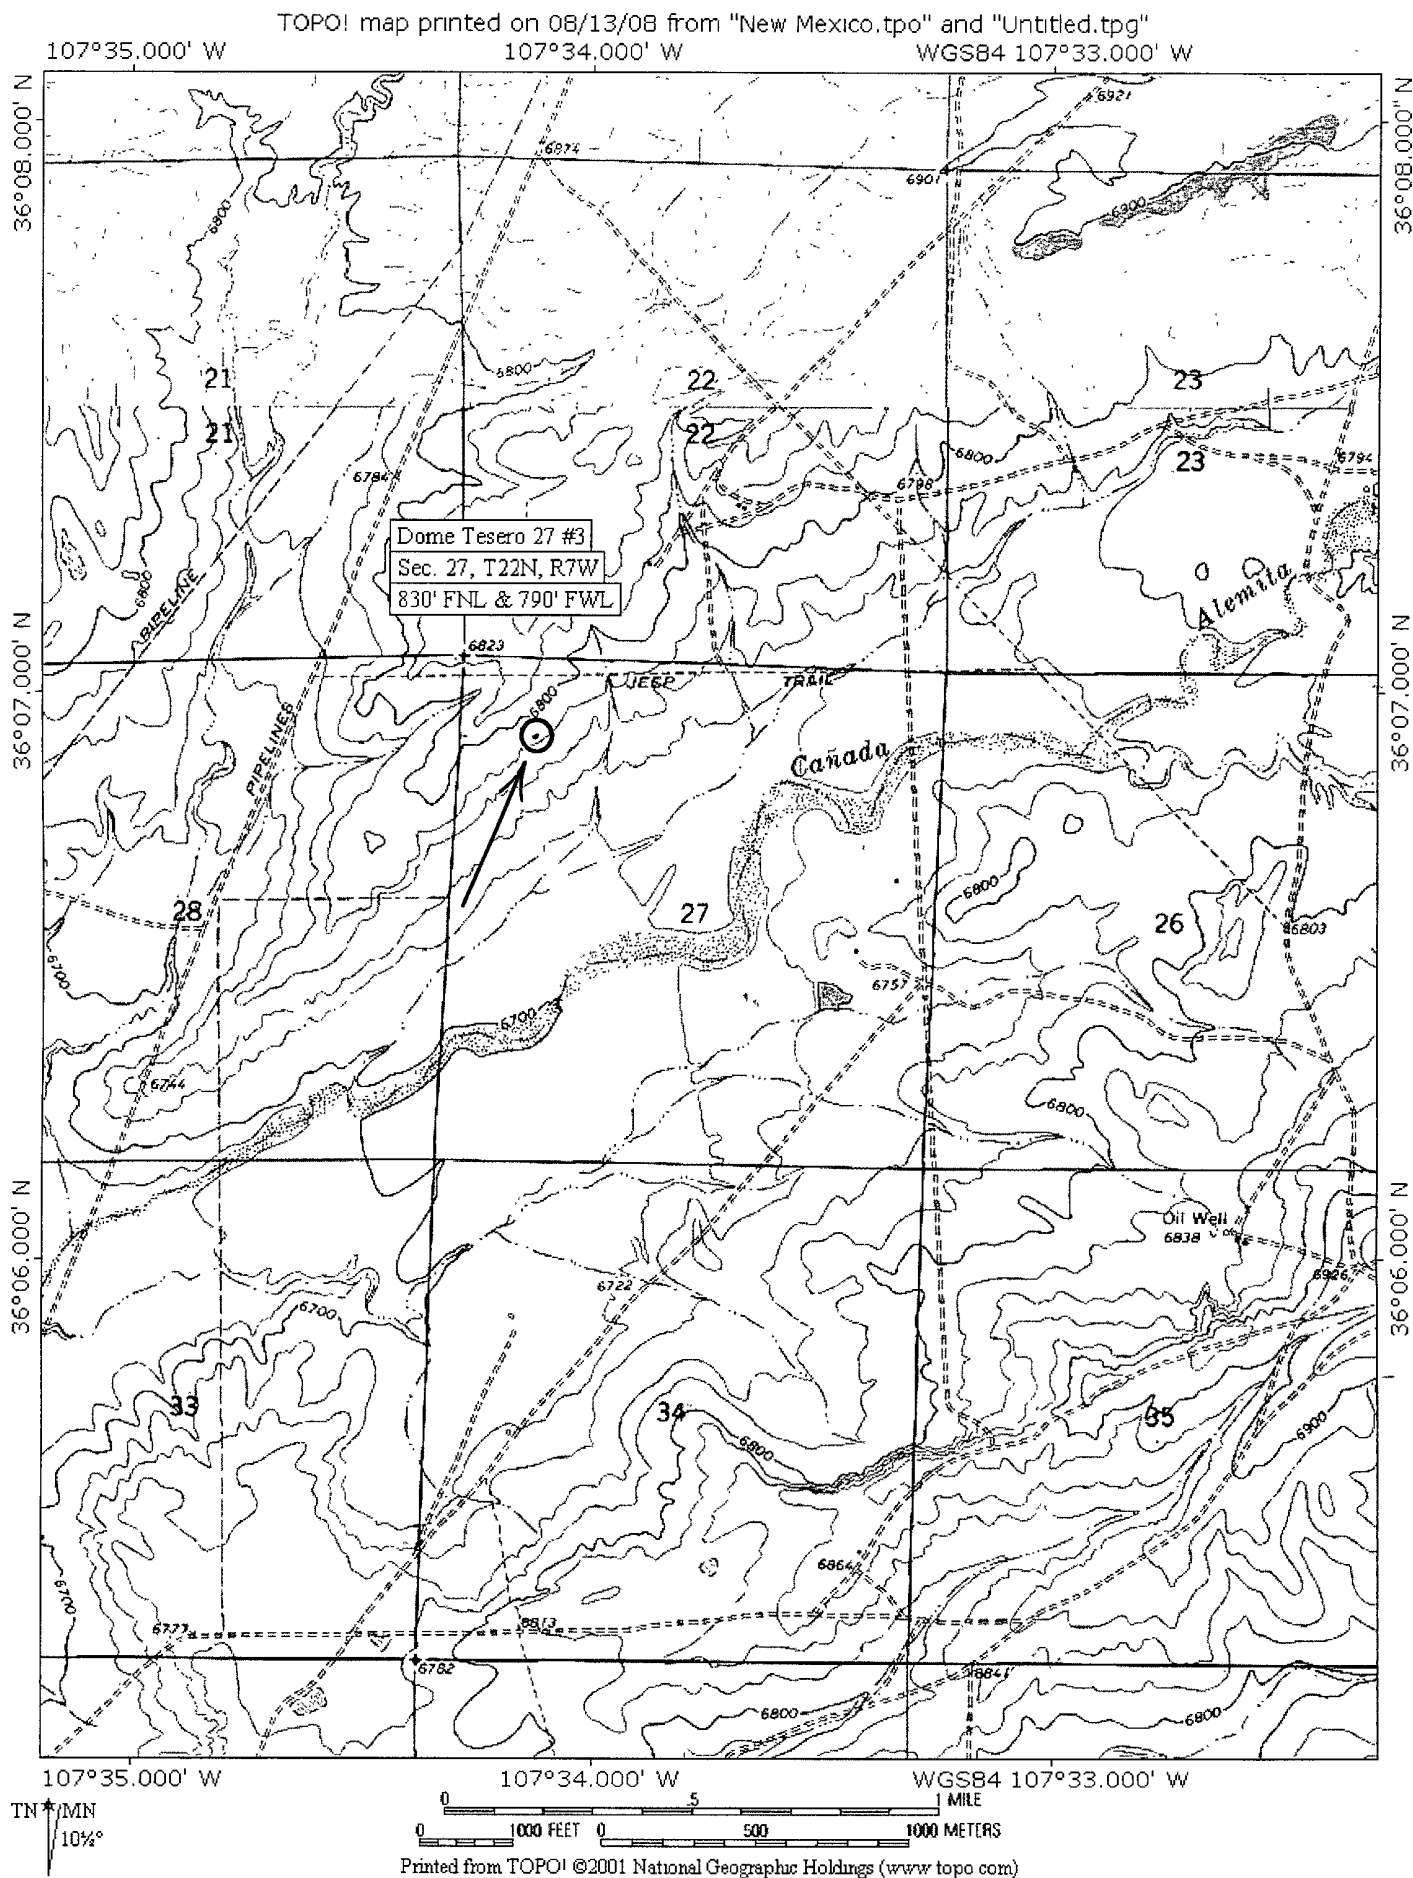 TOPO! map printed on 08/13/08 from "New Mexico.tpo" and "Untitled.tpg"
107°35.000' W 107°34.000' W WGS84 107°33.000' W
36°08.000' N
36°08.000" N
6921
6874
6901
6900
6800
6800
21 22 23
21 22 23
6800
6784
6798
6794
Dome Tesero 27 #3
Sec. 27, T22N, R7W
830' FNL & 790' FWL
6800
PIPELINE
Alemita
36°07.000' N
36°07.000' N
6823
JEEP TRAIL
6800
PIPELINES
Cañada
6800
28 27 26
6803
6700
6757
6700
6744
6800
36°06.000' N
36°06.000' N
Oil Well
6838
6722
6926
6700
33 34 35
6800
6900
6864
6700
6777
6813
6782
6841
6800
6800
107°35.000' W 107°34.000' W WGS84 107°33.000' W
TN MN
10½°
0 .5 1 MILE
0 1000 FEET 0 500 1000 METERS
Printed from TOPO! ©2001 National Geographic Holdings (www topo com)